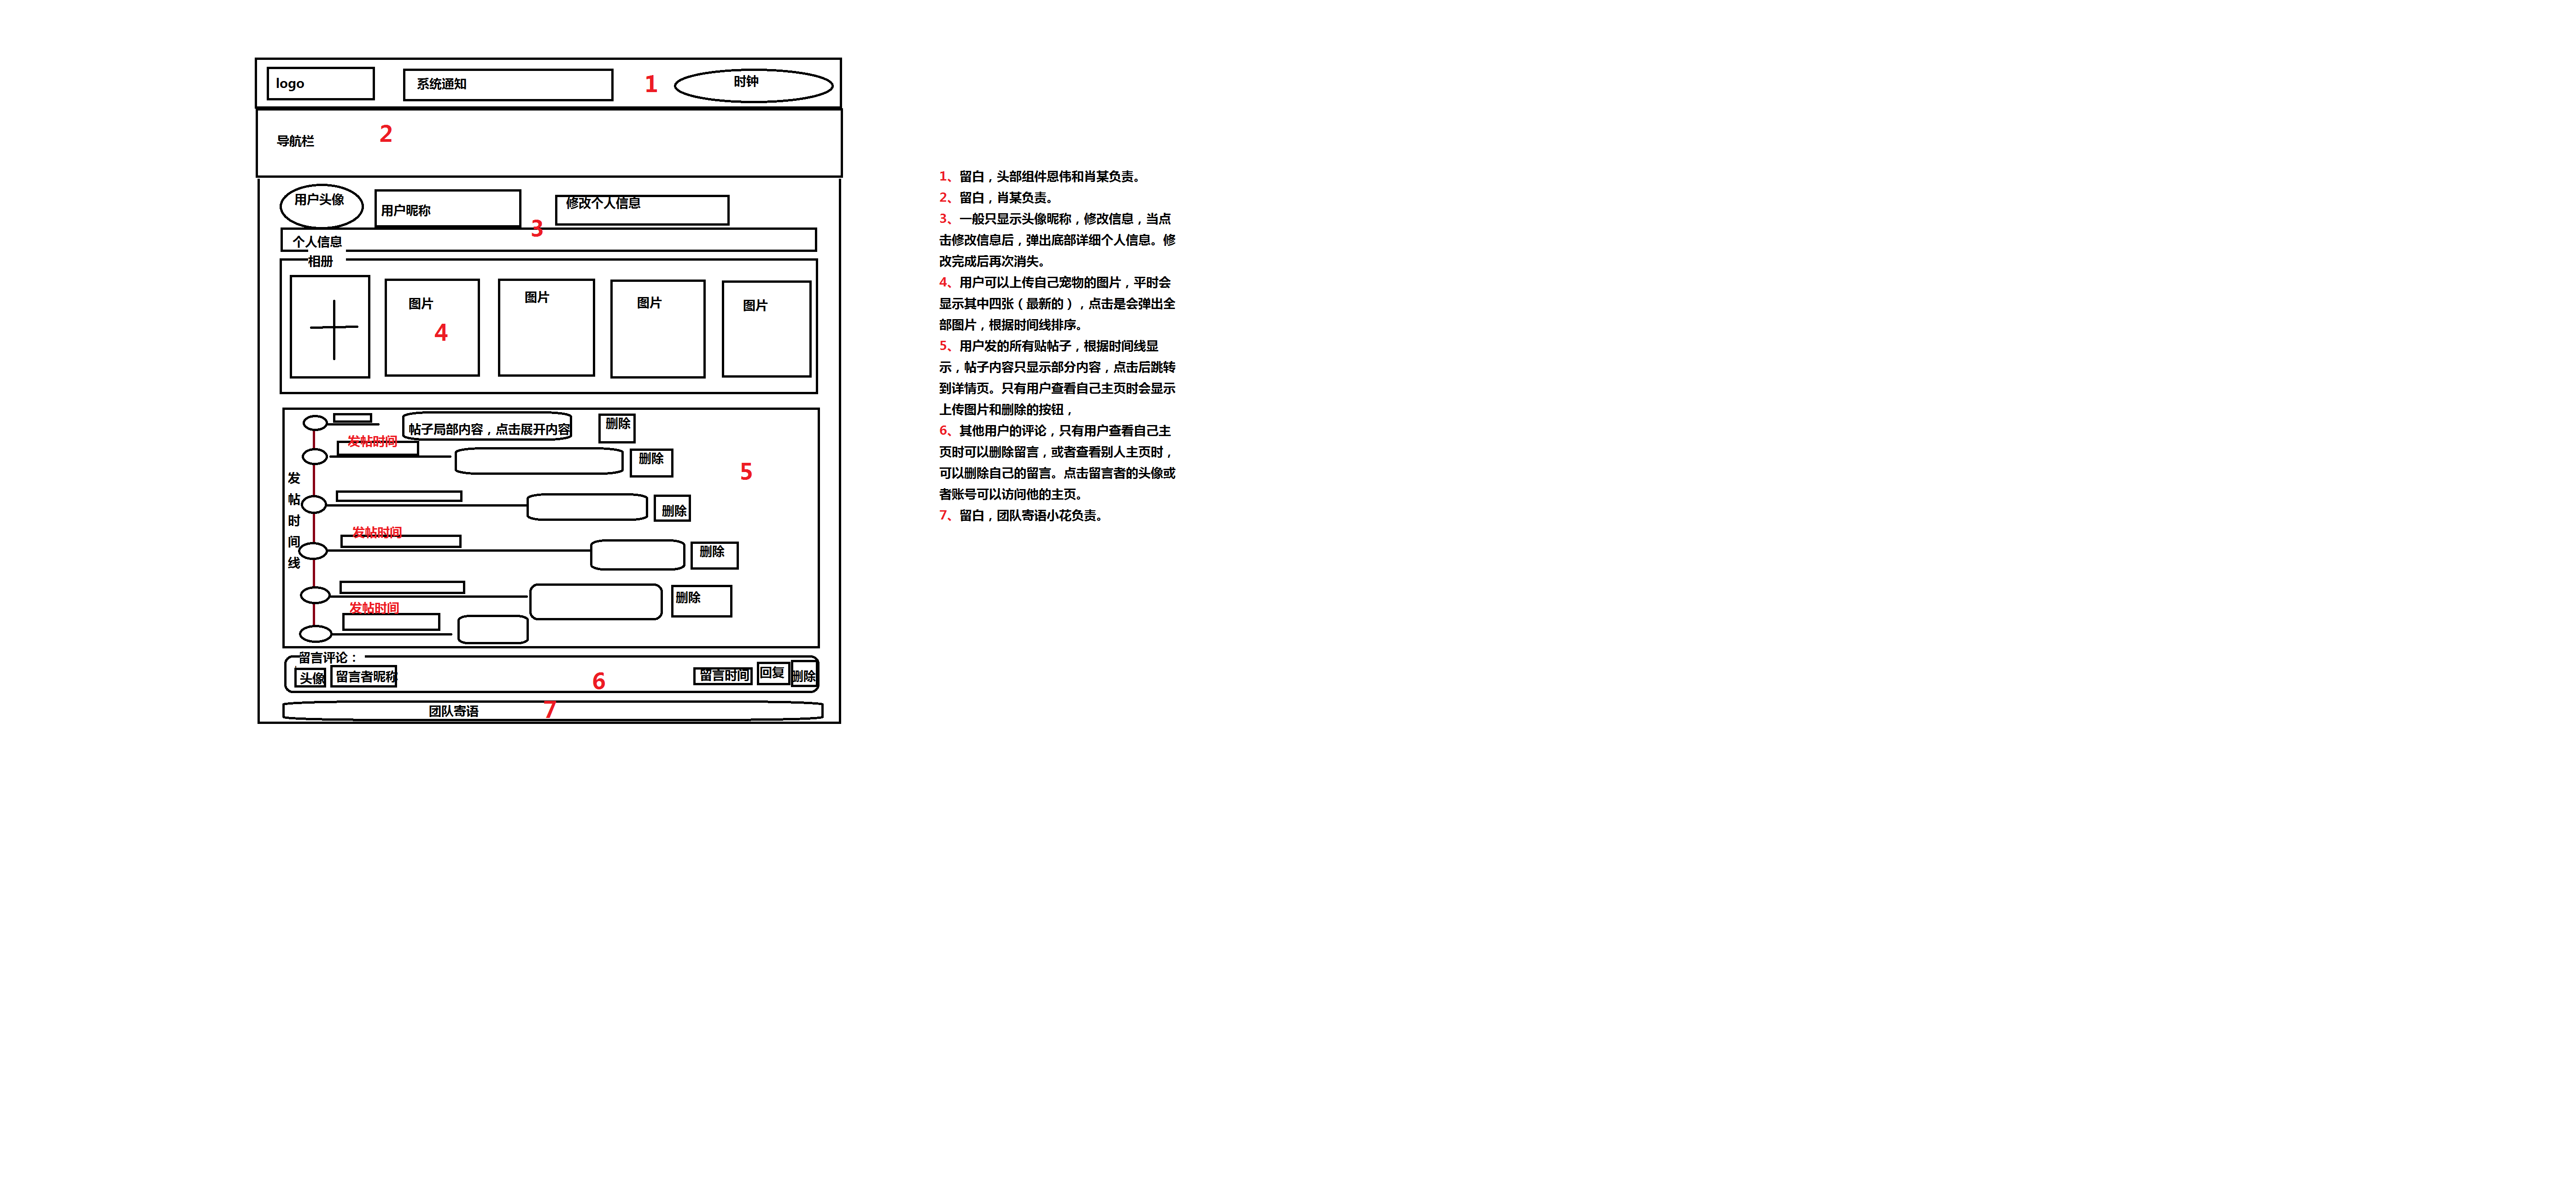 logo
系统通知
1
时钟
导航栏
2
用户头像
用户昵称
修改个人信息
3
个人信息
相册
图片
图片
图片
图片
4
帖子局部内容，点击展开内容
删除
发帖时间
删除
5
发
帖
时
间
线
删除
发帖时间
删除
删除
发帖时间
留言评论：
头像
留言者昵称
6
留言时间
回复
删除
团队寄语
7
1、留白，头部组件恩伟和肖某负责。
2、留白，肖某负责。
3、一般只显示头像昵称，修改信息，当点
击修改信息后，弹出底部详细个人信息。修
改完成后再次消失。
4、用户可以上传自己宠物的图片，平时会
显示其中四张（最新的），点击是会弹出全
部图片，根据时间线排序。
5、用户发的所有贴帖子，根据时间线显
示，帖子内容只显示部分内容，点击后跳转
到详情页。只有用户查看自己主页时会显示
上传图片和删除的按钮，
6、其他用户的评论，只有用户查看自己主
页时可以删除留言，或者查看别人主页时，
可以删除自己的留言。点击留言者的头像或
者账号可以访问他的主页。
7、留白，团队寄语小花负责。